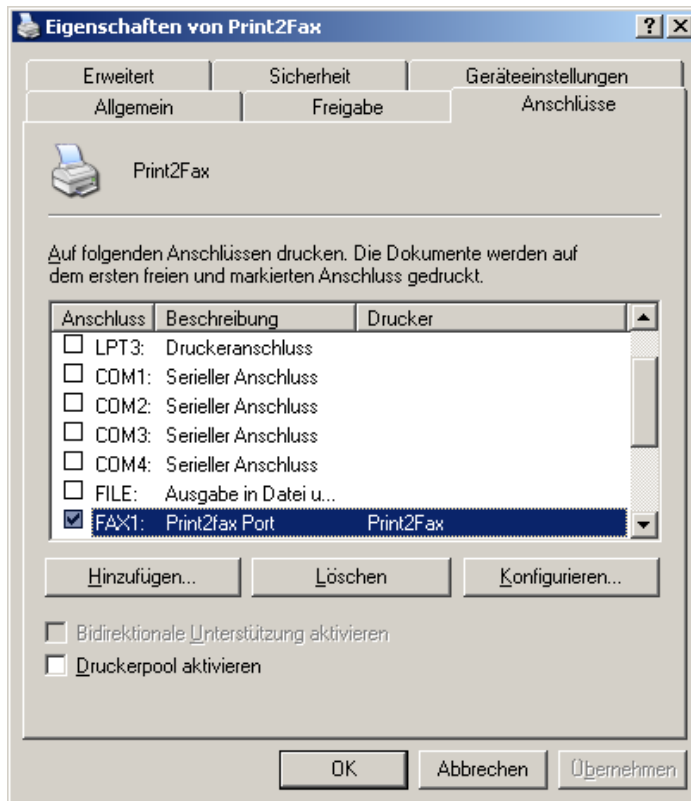 Eigenschaften von Print2Fax
Erweitert Sicherheit Geräteeinstellungen
Allgemein Freigabe Anschlüsse
Print2Fax
Auf folgenden Anschlüssen drucken. Die Dokumente werden auf
dem ersten freien und markierten Anschluss gedruckt.
Anschluss Beschreibung Drucker
LPT3: Druckeranschluss
COM1: Serieller Anschluss
COM2: Serieller Anschluss
COM3: Serieller Anschluss
COM4: Serieller Anschluss
FILE: Ausgabe in Datei u...
FAX1: Print2fax Port Print2Fax
Hinzufügen... Löschen Konfigurieren...
Bidirektionale Unterstützung aktivieren
Druckerpool aktivieren
OK Abbrechen Übernehmen